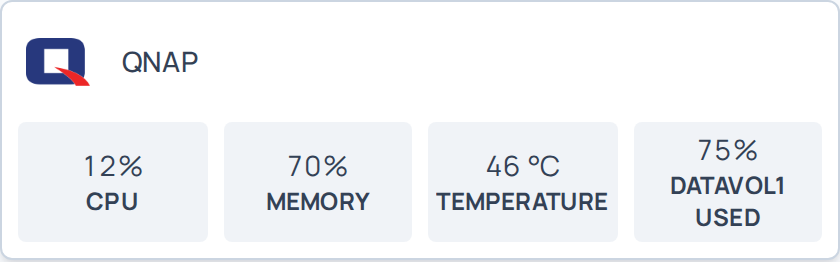 QNAP
12%
CPU
70%
MEMORY
46 °C
TEMPERATURE
75%
DATAVOL1
USED